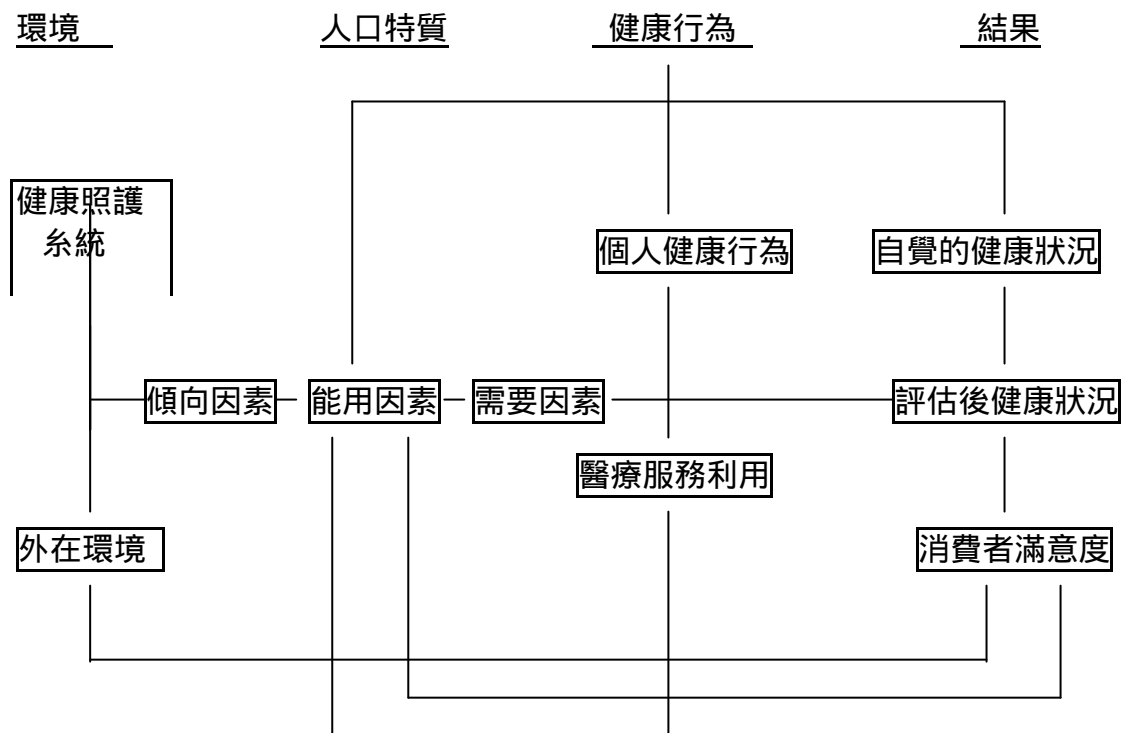 環境 人口特質 健康行為 結果
健康照護
糸統
個人健康行為 自覺的健康狀況
傾向因素 能用因素 需要因素 評估後健康狀況
醫療服務利用
外在環境 消費者滿意度